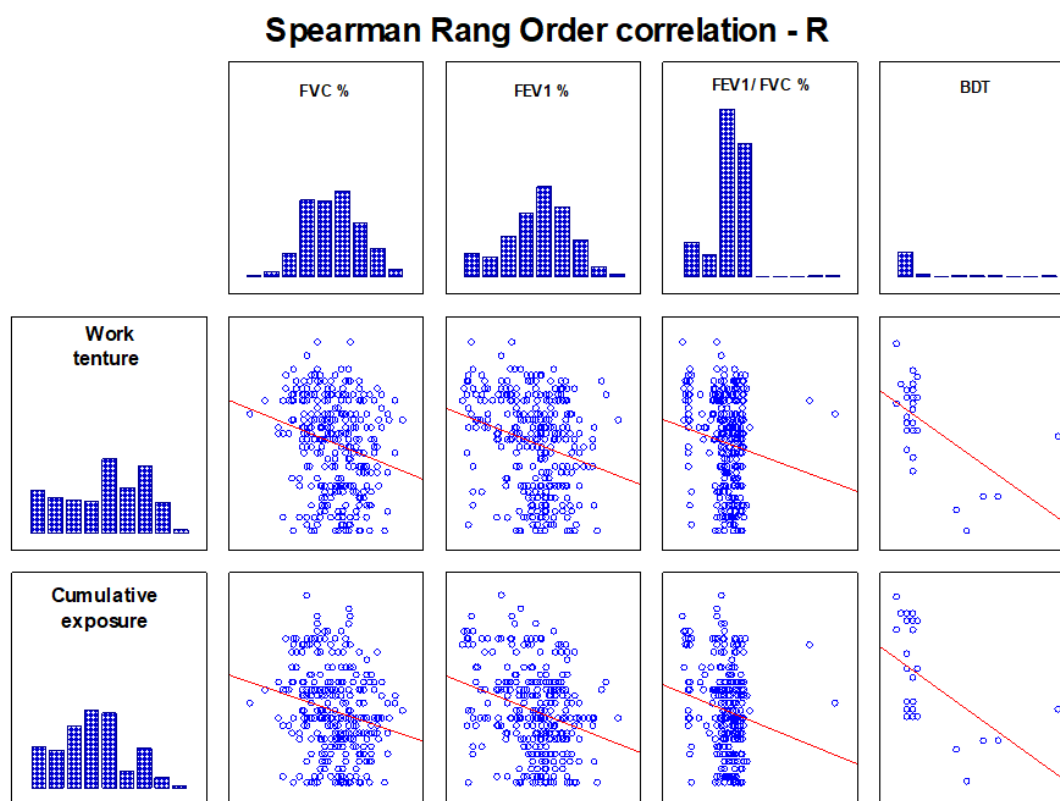 Spearman Rang Order correlation - R
FVC %
FEV1 %
FEV1/ FVC %
BDT
Work
tenture
Cumulative
exposure